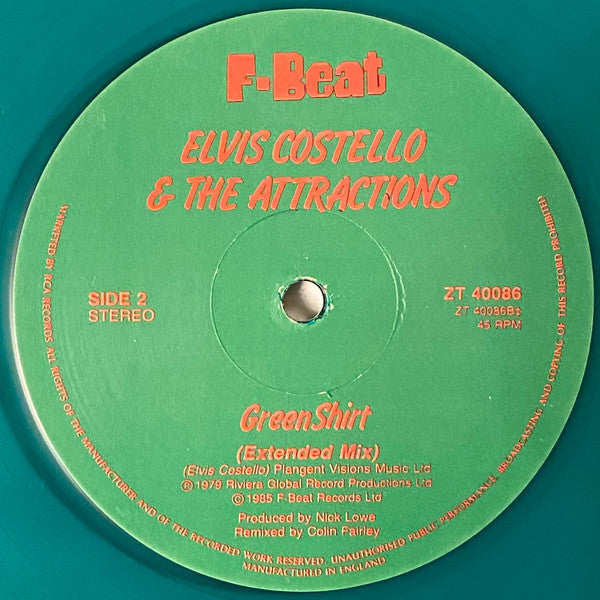 F-Beat
ELVIS COSTELLO
& THE ATTRACTIONS
SIDE 2
STEREO
ZT 40086
ZT 40086B‡
45 RPM
Green Shirt
(Extended Mix)
(Elvis Costello) Plangent Visions Music Ltd
Ⓟ 1979 Riviera Global Record Productions Ltd
© 1985 F-Beat Records Ltd
Produced by Nick Lowe
Remixed by Colin Fairley
MARKETED BY RCA RECORDS. ALL RIGHTS OF THE MANUFACTURER AND OF THE RECORDED WORK RESERVED. UNAUTHORISED PUBLIC PERFORMANCE, BROADCASTING AND COPYING OF THIS RECORD PROHIBITED
MANUFACTURED IN ENGLAND